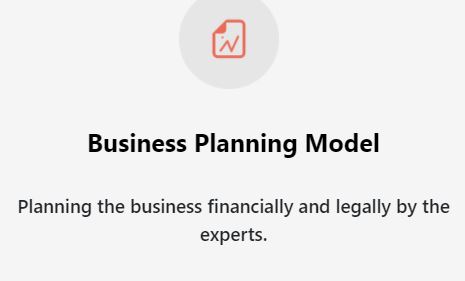 Business Planning Model
Planning the business financially and legally by the
experts.